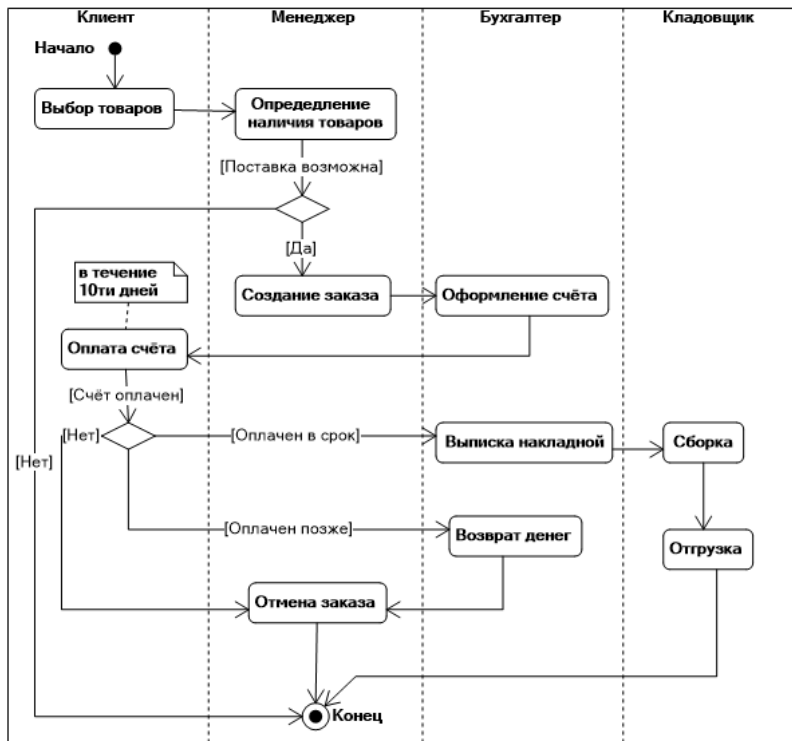 Клиент
Менеджер
Бухгалтер
Кладовщик
Начало
Выбор товаров
Опредедление
наличия товаров
[Поставка возможна]
[Да]
в течение
10ти дней
Создание заказа
Оформление счёта
Оплата счёта
[Счёт оплачен]
[Нет]
[Оплачен в срок]
Выписка накладной
Сборка
[Нет]
[Оплачен позже]
Возврат денег
Отгрузка
Отмена заказа
Конец